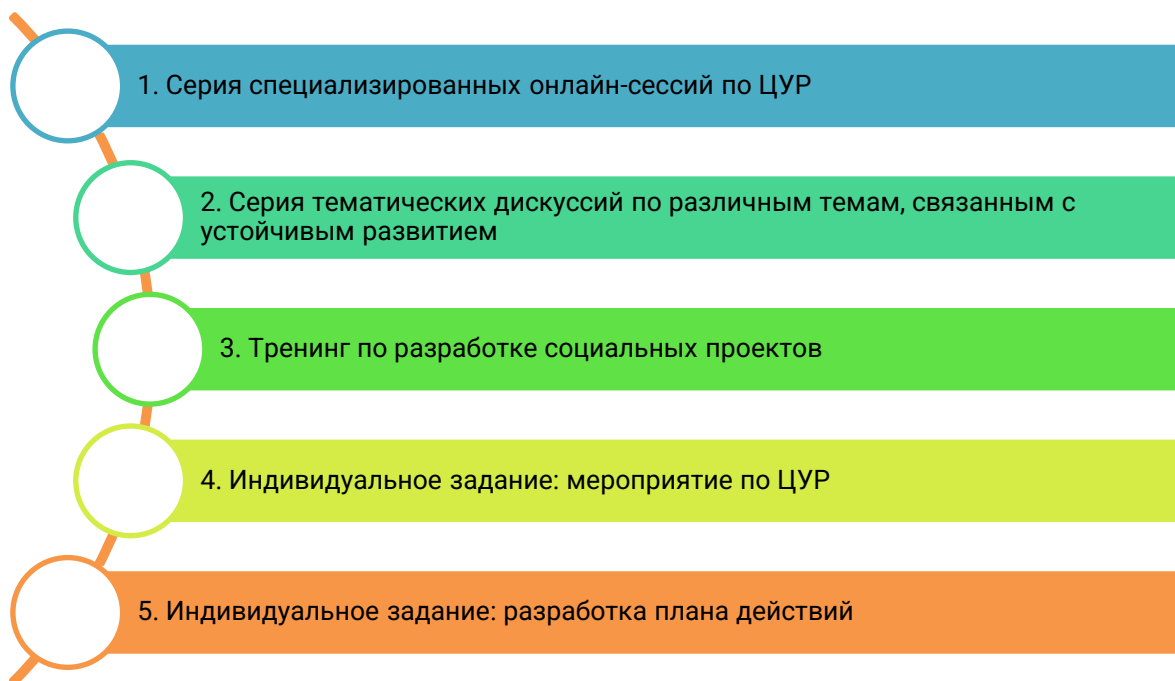 1. Серия специализированных онлайн-сессий по ЦУР
2. Серия тематических дискуссий по различным темам, связанным с
устойчивым развитием
3. Тренинг по разработке социальных проектов
4. Индивидуальное задание: мероприятие по ЦУР
5. Индивидуальное задание: разработка плана действий